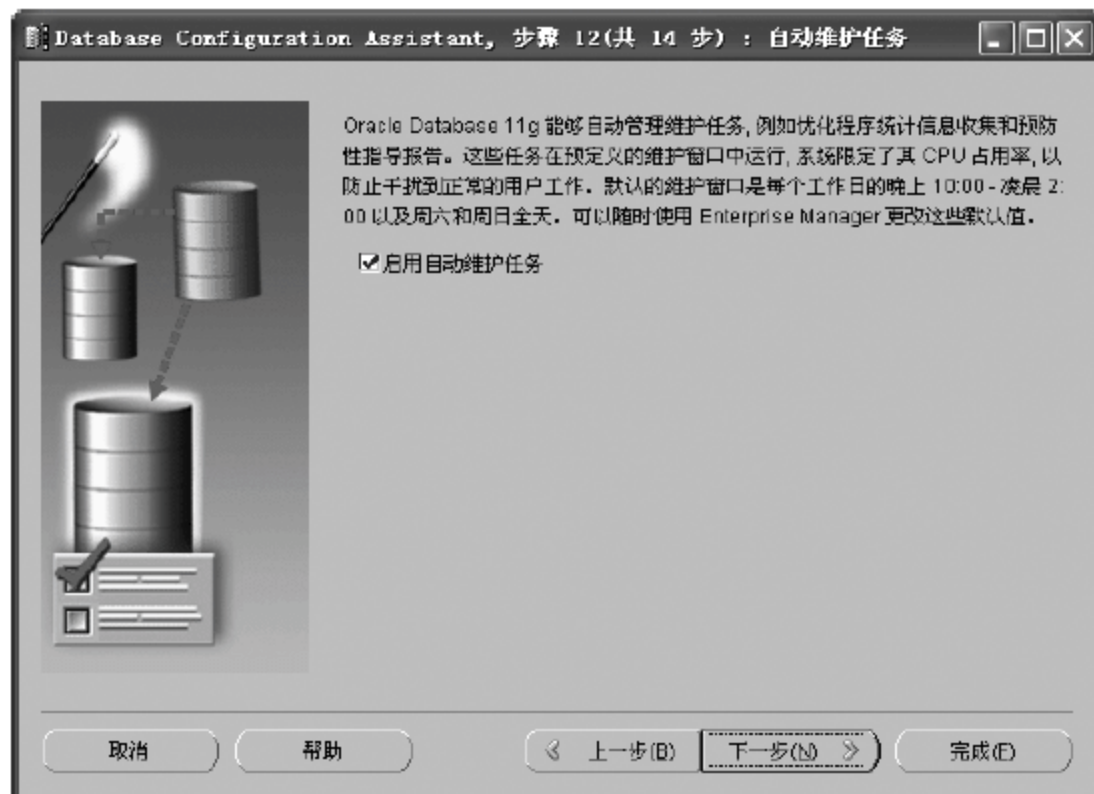 Database Configuration Assistant, 步骤 12(共 14 步) : 自动维护任务
Oracle Database 11g 能够自动管理维护任务, 例如优化程序统计信息收集和预防
性指导报告。这些任务在预定义的维护窗口中运行, 系统限定了其 CPU 占用率, 以
防止干扰到正常的用户工作。默认的维护窗口是每个工作日的晚上 10:00 - 凌晨 2:
00 以及周六和周日全天。可以随时使用 Enterprise Manager 更改这些默认值。
启用自动维护任务
取消 帮助 上一步(B) 下一步(N) 完成(F)